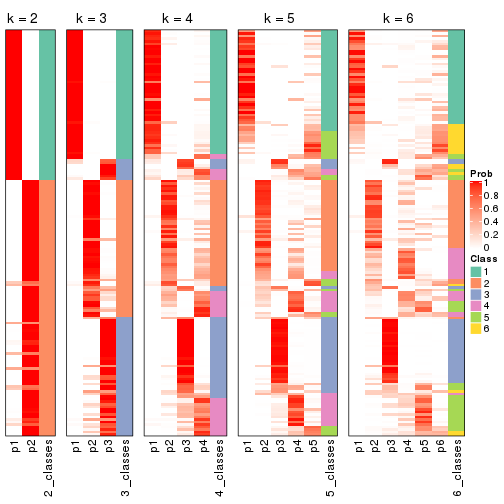 k = 2
k = 3
k = 4
k = 5
k = 6
p1
p2
2_classes
p1
p2
p3
3_classes
p1
p2
p3
p4
4_classes
p1
p2
p3
p4
p5
5_classes
p1
p2
p3
p4
p5
p6
6_classes
Prob
1
0.8
0.6
0.4
0.2
0
Class
1
2
3
4
5
6